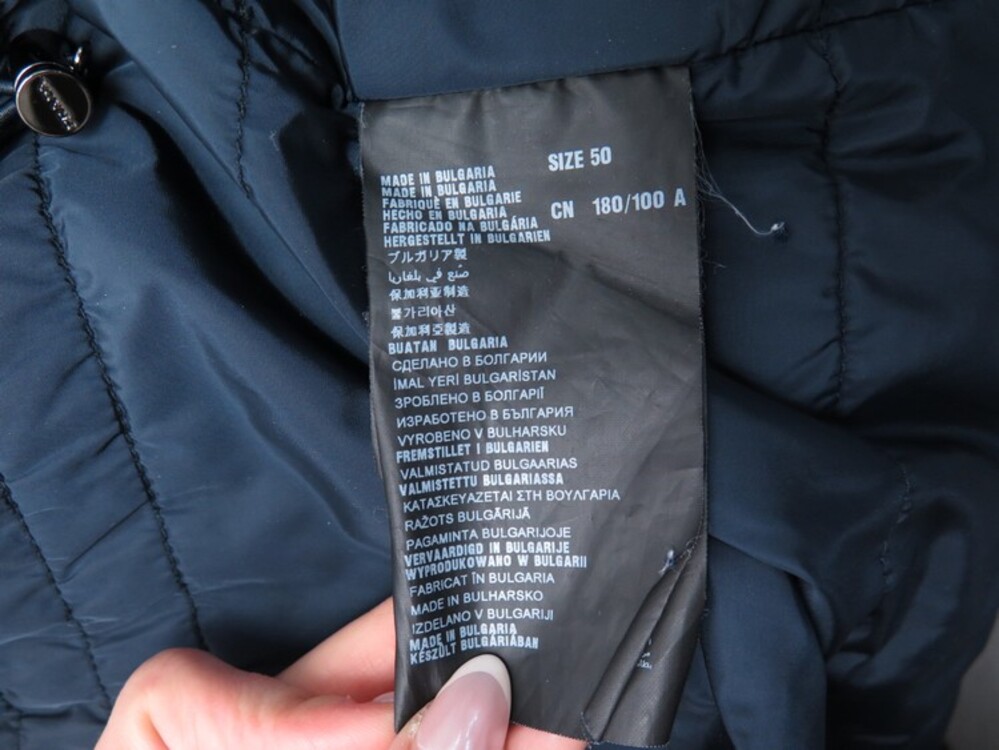 SIZE 50
CN 180/100 A
MADE IN BULGARIA
MADE IN BULGARIA
FABRIQUÉ EN BULGARIE
HECHO EN BULGARIA
FABRICADO NA BULGÁRIA
HERGESTELLT IN BULGARIEN
ブルガリア製
صنع في بلغاريا
保加利亚制造
불가리아산
保加利亞製造
BUATAN BULGARIA
СДЕЛАНО В БОЛГАРИИ
İMAL YERİ BULGARİSTAN
ЗРОБЛЕНО В БОЛГАРІЇ
ИЗРАБОТЕНО В БЪЛГАРИЯ
VYROBENO V BULHARSKU
FREMSTILLET I BULGARIEN
VALMISTATUD BULGAARIAS
VALMISTETTU BULGARIASSA
ΚΑΤΑΣΚΕΥΑΖΕΤΑΙ ΣΤΗ ΒΟΥΛΓΑΡΙΑ
RAŽOTS BULGĀRIJĀ
PAGAMINTA BULGARIJOJE
VERVAARDIGD IN BULGARIJE
WYPRODUKOWANO W BULGARII
FABRICAT ÎN BULGARIA
MADE IN BULHARSKO
IZDELANO V BULGARIJI
MADE IN BULGARIA
KÉSZÜLT BULGÁRIÁBAN